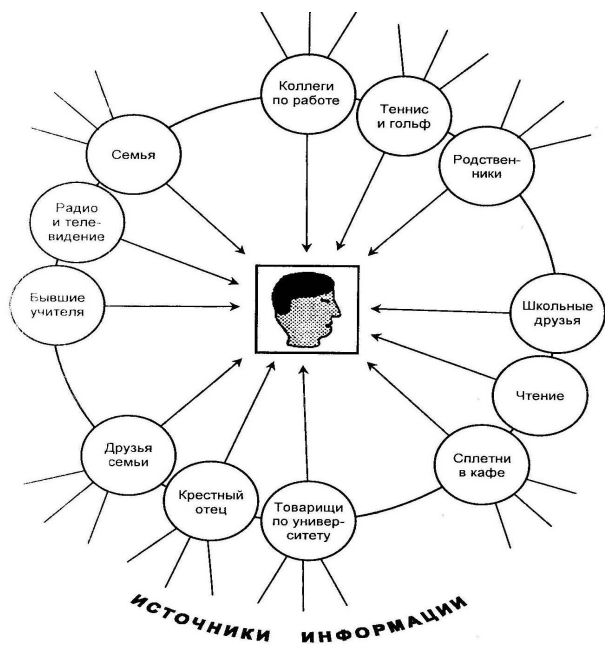 Коллеги
по работе
Теннис
и гольф
Родствен-
ники
Школьные
друзья
Чтение
Сплетни
в кафе
Товарищи
по универ-
ситету
Крестный
отец
Друзья
семьи
Бывшие
учителя
Радио
и теле-
видение
Семья
ИСТОЧНИКИ ИНФОРМАЦИИ